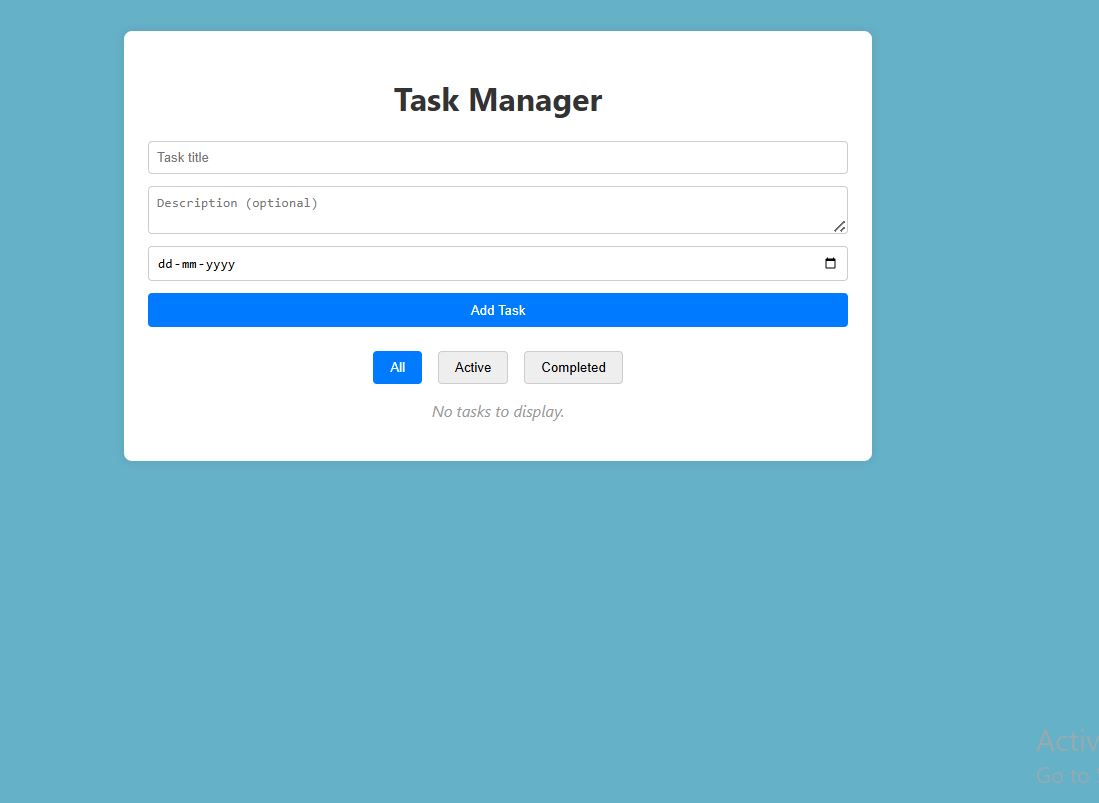 Task Manager
Task title
Description (optional)
dd-mm-yyyy
Add Task
All Active Completed
No tasks to display.
Go to